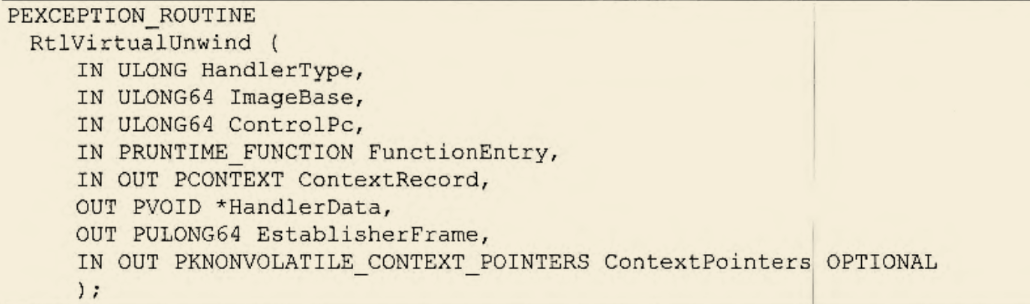 PEXCEPTION_ROUTINE
RtlVirtualUnwind (
IN ULONG HandlerType,
IN ULONG64 ImageBase,
IN ULONG64 ControlPc,
IN PRUNTIME_FUNCTION FunctionEntry,
IN OUT PCONTEXT ContextRecord,
OUT PVOID *HandlerData,
OUT PULONG64 EstablisherFrame,
IN OUT PKNONVOLATILE_CONTEXT_POINTERS ContextPointers OPTIONAL
);